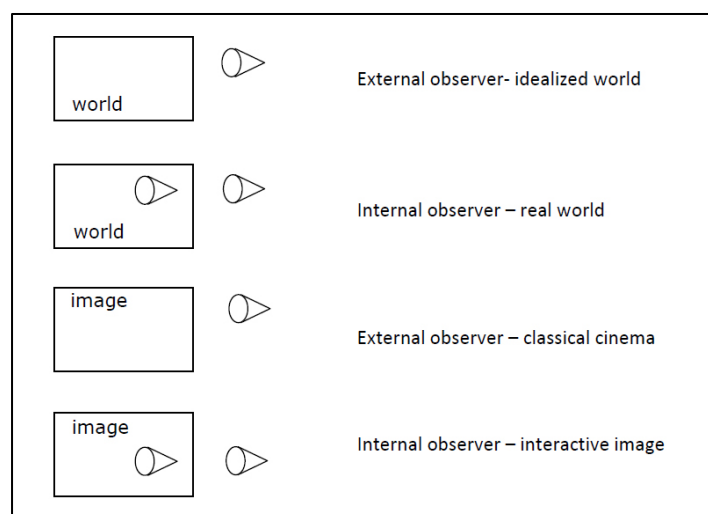 External observer- idealized world
world
Internal observer – real world
world
image
External observer – classical cinema
image
Internal observer – interactive image